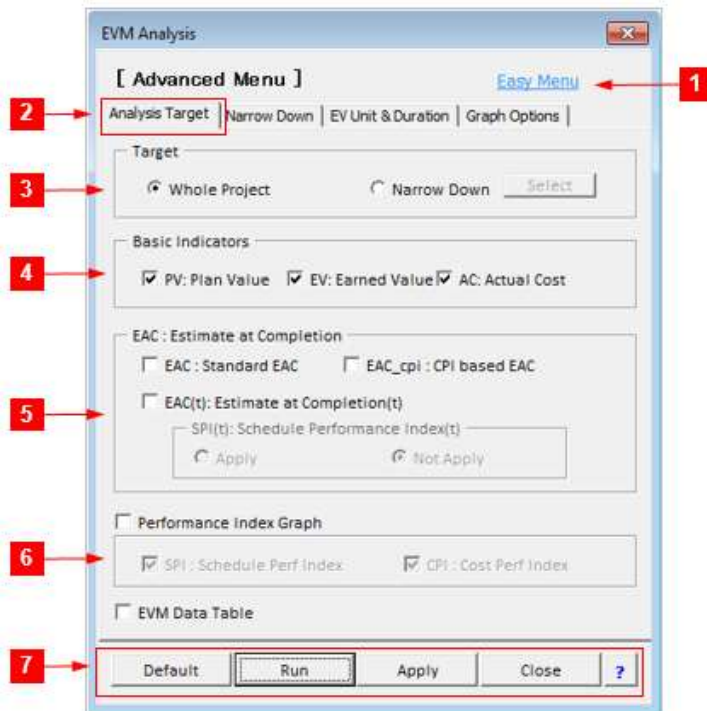 EVM Analysis
[ Advanced Menu ]
Easy Menu
1
2
Analysis Target | Narrow Down | EV Unit & Duration | Graph Options |
Target
3
Whole Project
Narrow Down
Select
Basic Indicators
4
PV: Plan Value
EV: Earned Value
AC: Actual Cost
EAC : Estimate at Completion
EAC : Standard EAC
EAC_cpi : CPI based EAC
5
EAC(t): Estimate at Completion(t)
SPI(t): Schedule Performance Index(t)
Apply
Not Apply
Performance Index Graph
6
SPI : Schedule Perf Index
CPI : Cost Perf Index
EVM Data Table
7
Default
Run
Apply
Close
?